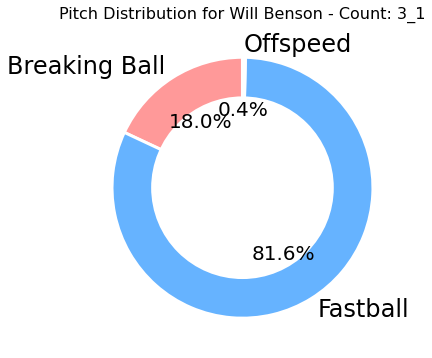 Pitch Distribution for Will Benson - Count: 3_1
Offspeed
Breaking Ball
0.4%
18.0%
81.6%
Fastball